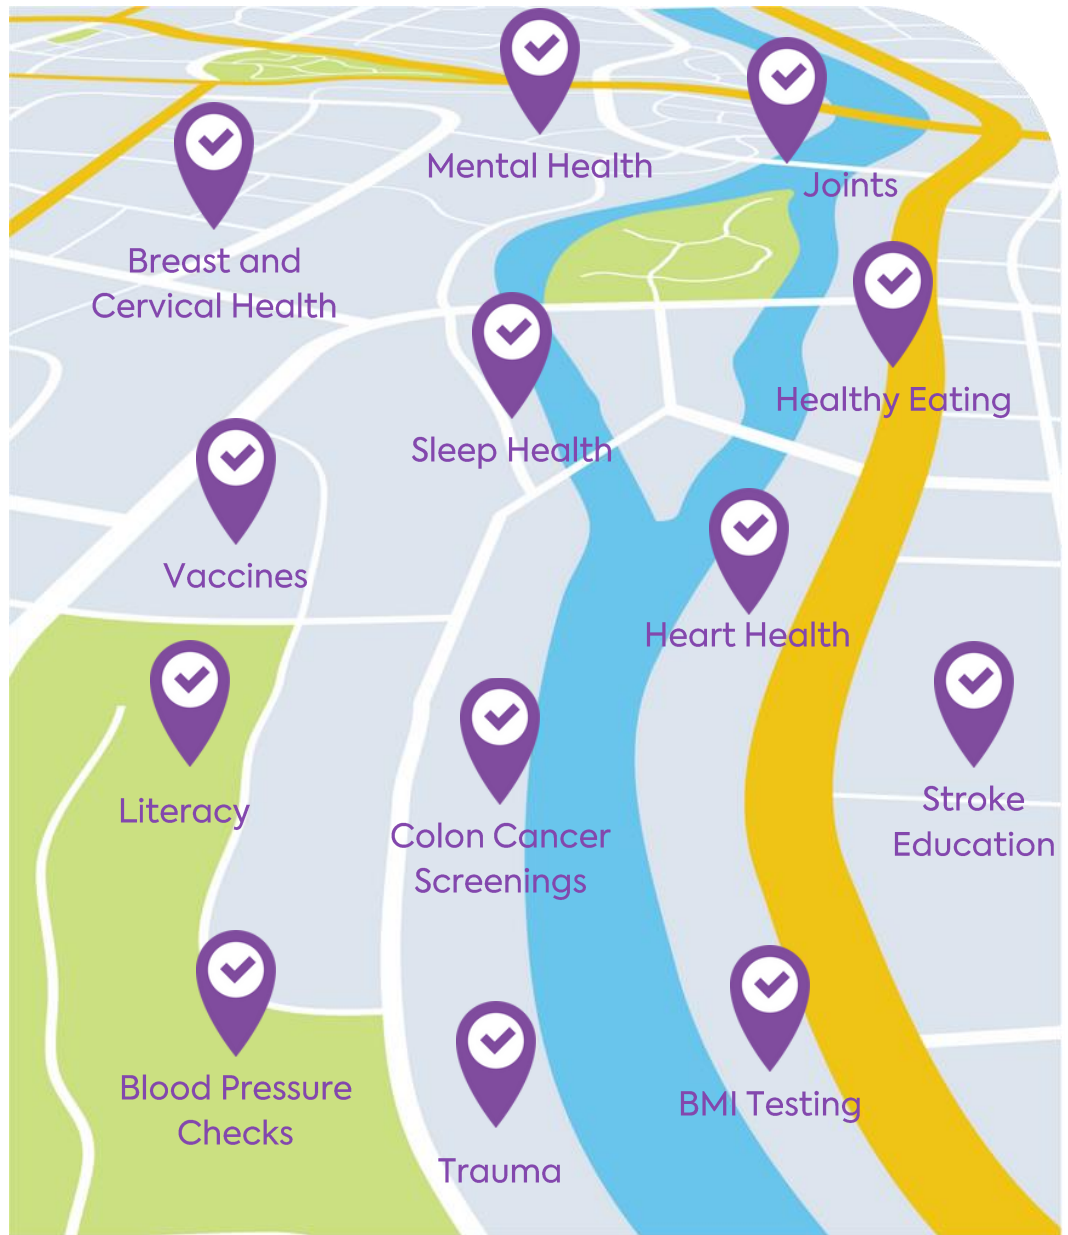 Mental Health
Joints
Breast and
Cervical Health
Healthy Eating
Sleep Health
Vaccines
Heart Health
Literacy
Colon Cancer
Screenings
Stroke
Education
Blood Pressure
Checks
Trauma
BMI Testing